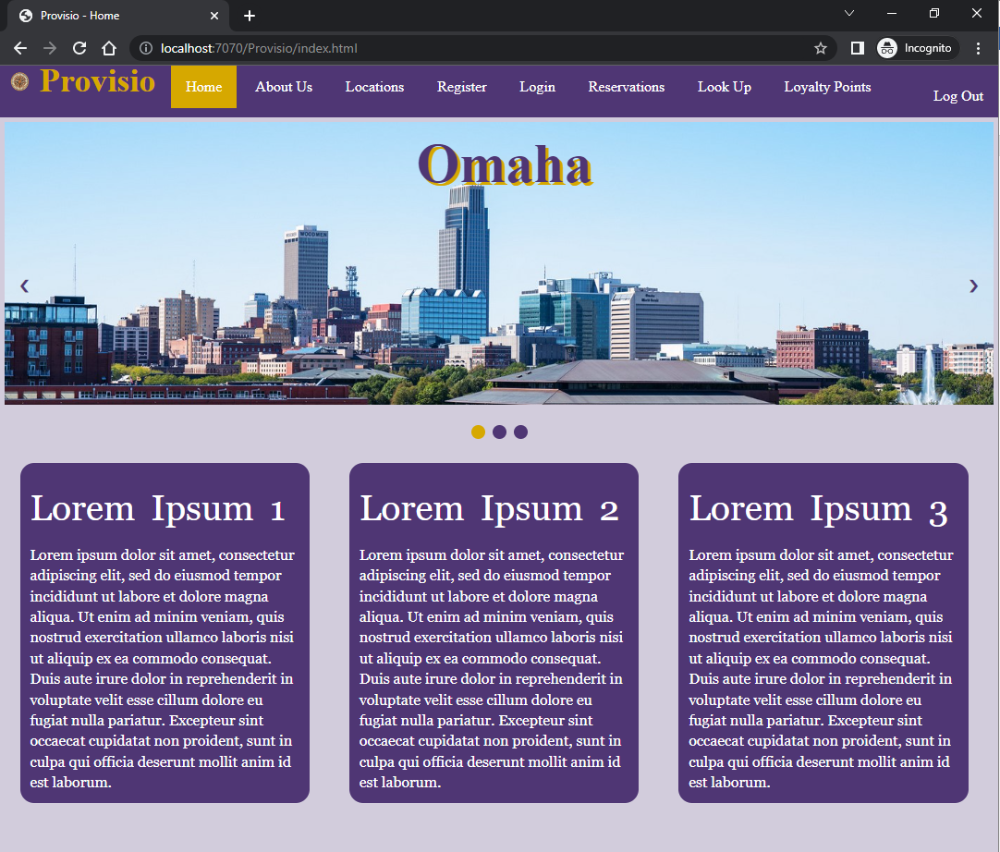 Provisio - Home
localhost:7070/Provisio/index.html
Incognito
Provisio
Home
About Us
Locations
Register
Login
Reservations
Look Up
Loyalty Points
Log Out
Omaha
WOODMEN
Lorem Ipsum 1
Lorem ipsum dolor sit amet, consectetur
adipiscing elit, sed do eiusmod tempor
incididunt ut labore et dolore magna
aliqua. Ut enim ad minim veniam, quis
nostrud exercitation ullamco laboris nisi
ut aliquip ex ea commodo consequat.
Duis aute irure dolor in reprehenderit in
voluptate velit esse cillum dolore eu
fugiat nulla pariatur. Excepteur sint
occaecat cupidatat non proident, sunt in
culpa qui officia deserunt mollit anim id
est laborum.
Lorem Ipsum 2
Lorem ipsum dolor sit amet, consectetur
adipiscing elit, sed do eiusmod tempor
incididunt ut labore et dolore magna
aliqua. Ut enim ad minim veniam, quis
nostrud exercitation ullamco laboris nisi
ut aliquip ex ea commodo consequat.
Duis aute irure dolor in reprehenderit in
voluptate velit esse cillum dolore eu
fugiat nulla pariatur. Excepteur sint
occaecat cupidatat non proident, sunt in
culpa qui officia deserunt mollit anim id
est laborum.
Lorem Ipsum 3
Lorem ipsum dolor sit amet, consectetur
adipiscing elit, sed do eiusmod tempor
incididunt ut labore et dolore magna
aliqua. Ut enim ad minim veniam, quis
nostrud exercitation ullamco laboris nisi
ut aliquip ex ea commodo consequat.
Duis aute irure dolor in reprehenderit in
voluptate velit esse cillum dolore eu
fugiat nulla pariatur. Excepteur sint
occaecat cupidatat non proident, sunt in
culpa qui officia deserunt mollit anim id
est laborum.